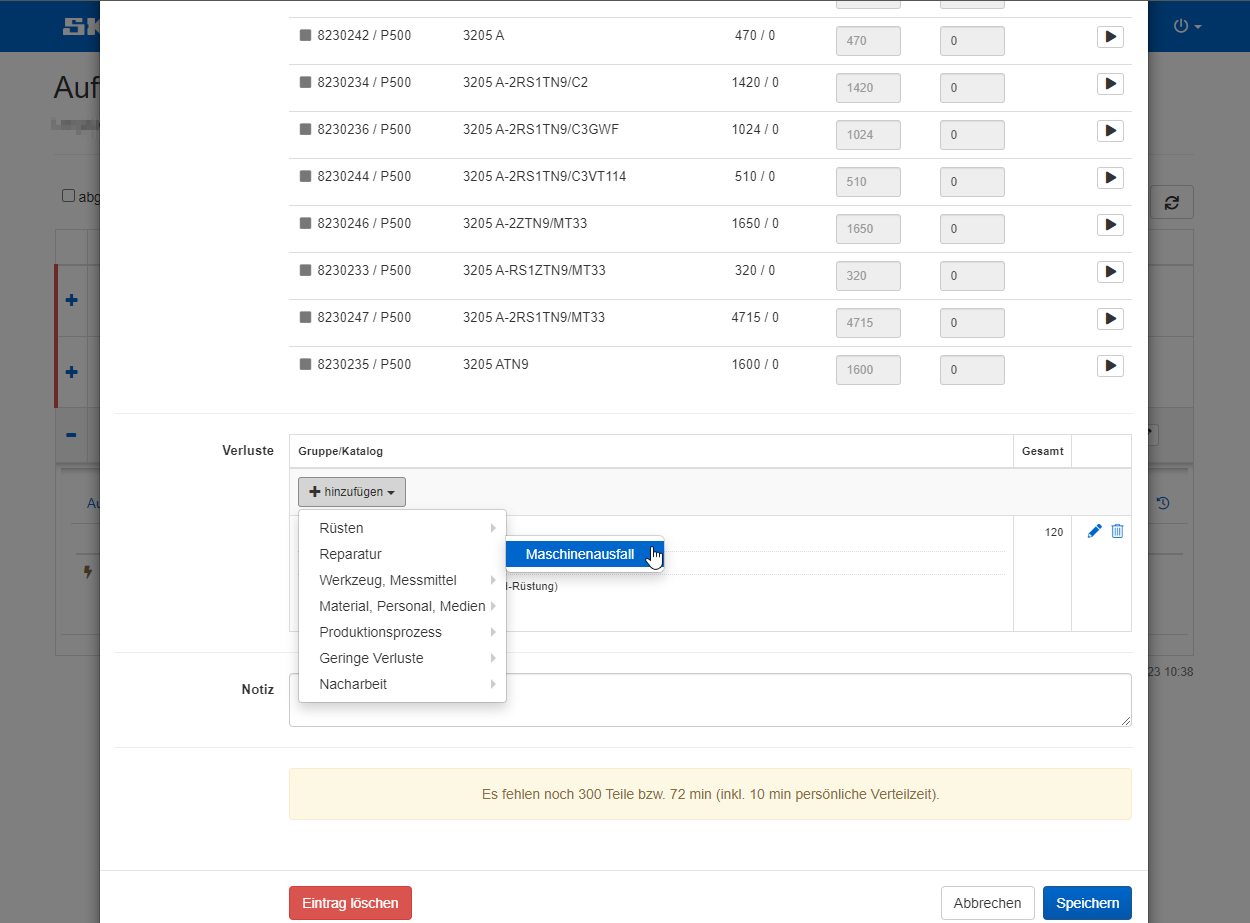 SK
Auf
abg
8230242 / P500 3205 A 470 / 0 470 0
8230234 / P500 3205 A-2RS1TN9/C2 1420 / 0 1420 0
8230236 / P500 3205 A-2RS1TN9/C3GWF 1024 / 0 1024 0
8230244 / P500 3205 A-2RS1TN9/C3VT114 510 / 0 510 0
8230246 / P500 3205 A-2ZTN9/MT33 1650 / 0 1650 0
8230233 / P500 3205 A-RS1ZTN9/MT33 320 / 0 320 0
8230247 / P500 3205 A-2RS1TN9/MT33 4715 / 0 4715 0
8230235 / P500 3205 ATN9 1600 / 0 1600 0
Verluste Gruppe/Katalog Gesamt
hinzufügen
Au
Rüsten
120
Reparatur Maschinenausfall
Werkzeug, Messmittel
l-Rüstung)
Material, Personal, Medien
Produktionsprozess
Geringe Verluste
23 10:38
Nacharbeit
Notiz
Es fehlen noch 300 Teile bzw. 72 min (inkl. 10 min persönliche Verteilzeit).
Eintrag löschen Abbrechen Speichern